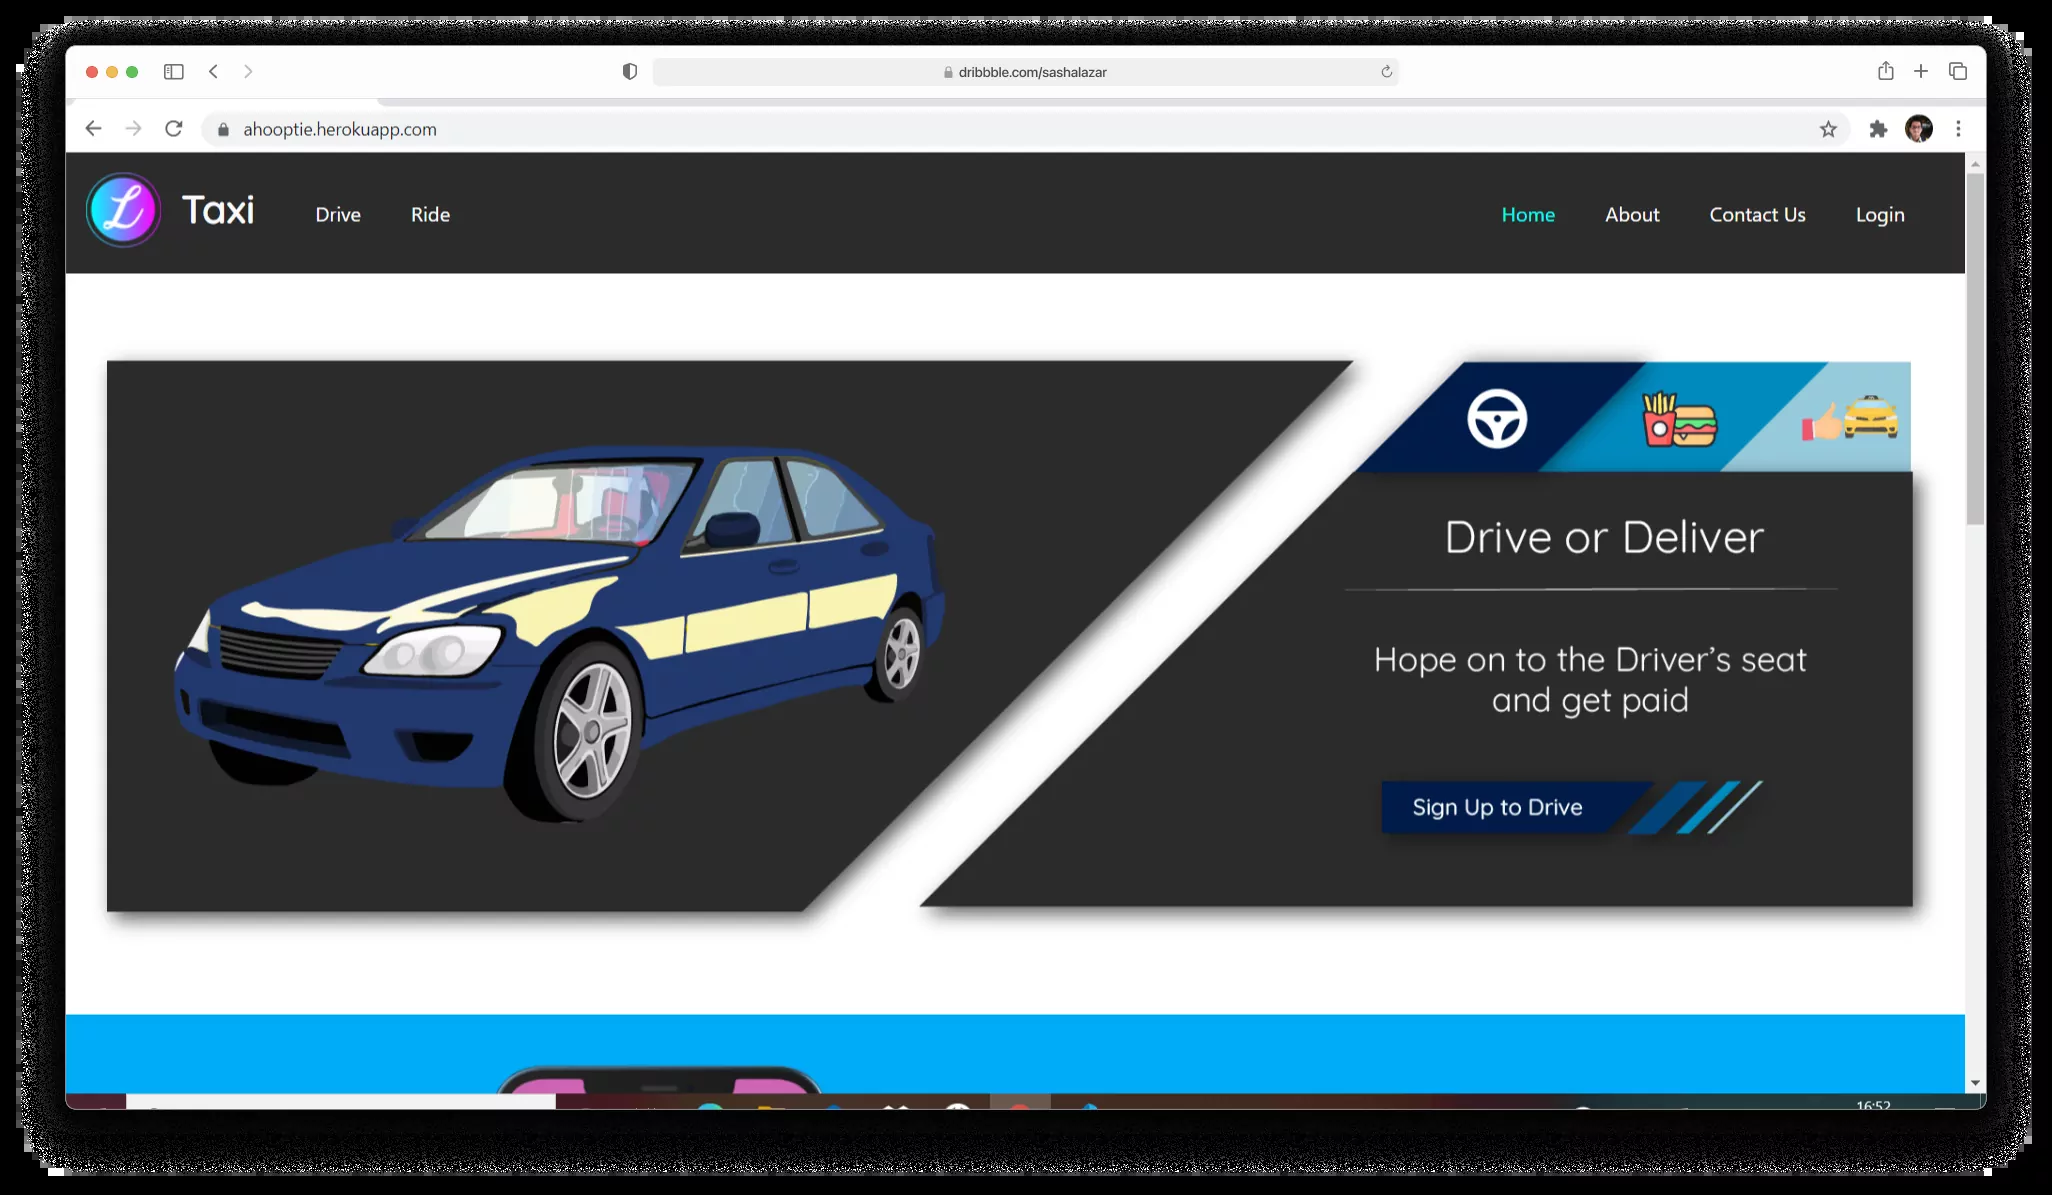 dribbble.com/sashalazar
ahooptie.herokuapp.com
L Taxi Drive Ride Home About Contact Us Login
Drive or Deliver
Hope on to the Driver's seat
and get paid
Sign Up to Drive
16:52